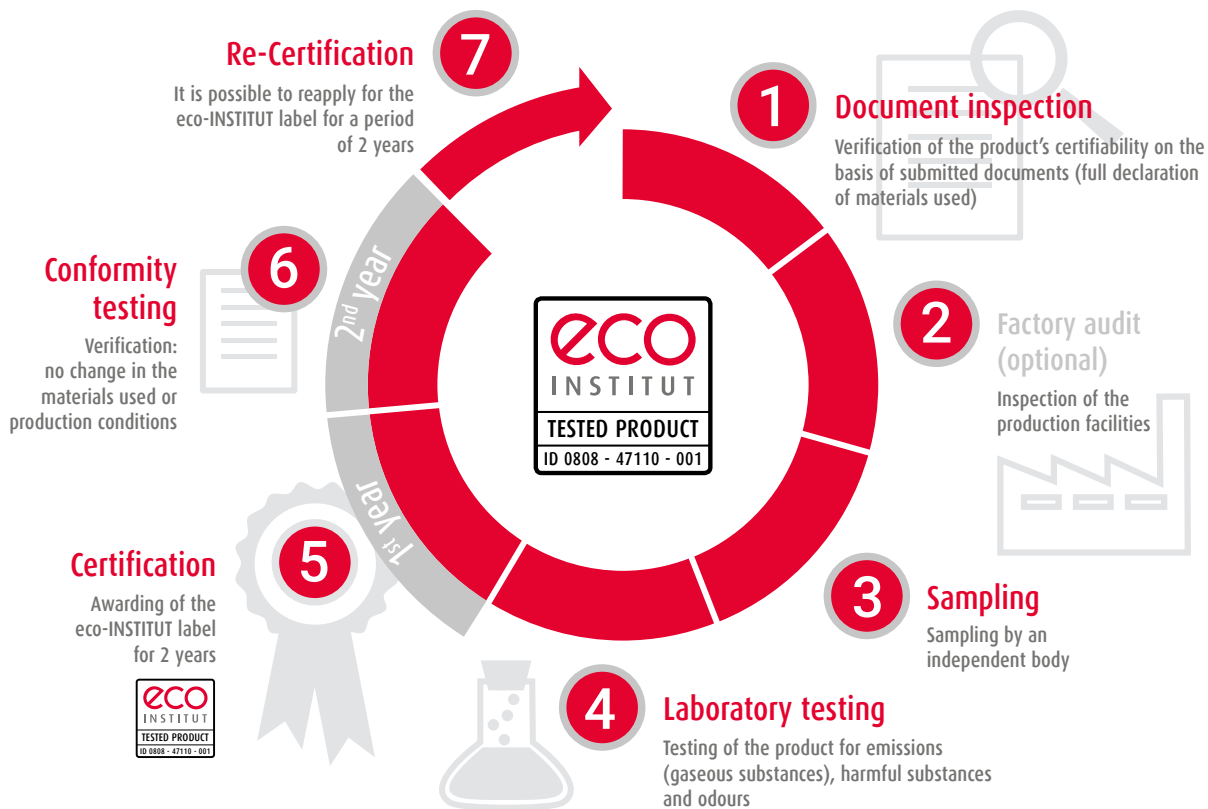 1
Document inspection
Verification of the product's certifiability on the
basis of submitted documents (full declaration
of materials used)
2
Factory audit
(optional)
Inspection of the
production facilities
3
Sampling
Sampling by an
independent body
4
Laboratory testing
Testing of the product for emissions
(gaseous substances), harmful substances
and odours
5
Certification
Awarding of the
eco-INSTITUT label
for 2 years
eco
INSTITUT
TESTED PRODUCT
ID 0808 - 47110 - 001
1st year
6
Conformity
testing
Verification:
no change in the
materials used or
production conditions
2nd year
7
Re-Certification
It is possible to reapply for the
eco-INSTITUT label for a period
of 2 years
eco
INSTITUT
TESTED PRODUCT
ID 0808 - 47110 - 001